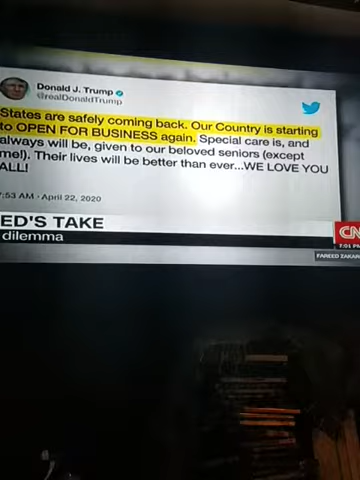 Donald J. Trump
@realDonaldTrump
States are safely coming back. Our Country is starting
to OPEN FOR BUSINESS again. Special care is, and
always will be, given to our beloved seniors (except
me!). Their lives will be better than ever...WE LOVE YOU
ALL!
:53 AM · April 22, 2020
ED'S TAKE
dilemma
CN
7:01 P
FAREED ZAKAR